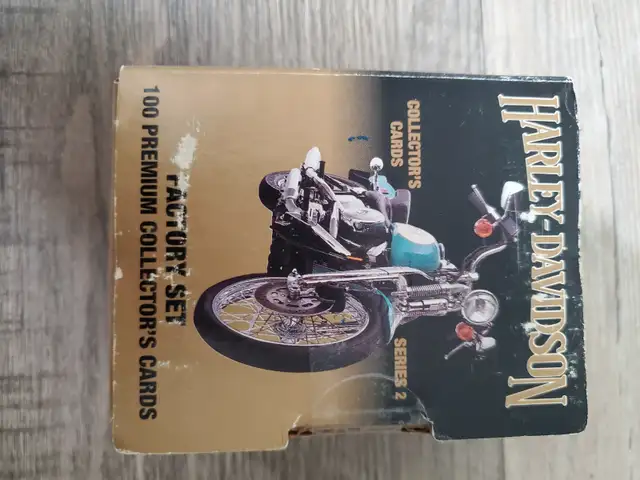 HARLEY-DAVIDSON
COLLECTOR'S
CARDS
SERIES 2
FACTORY SET
100 PREMIUM COLLECTOR'S CARDS